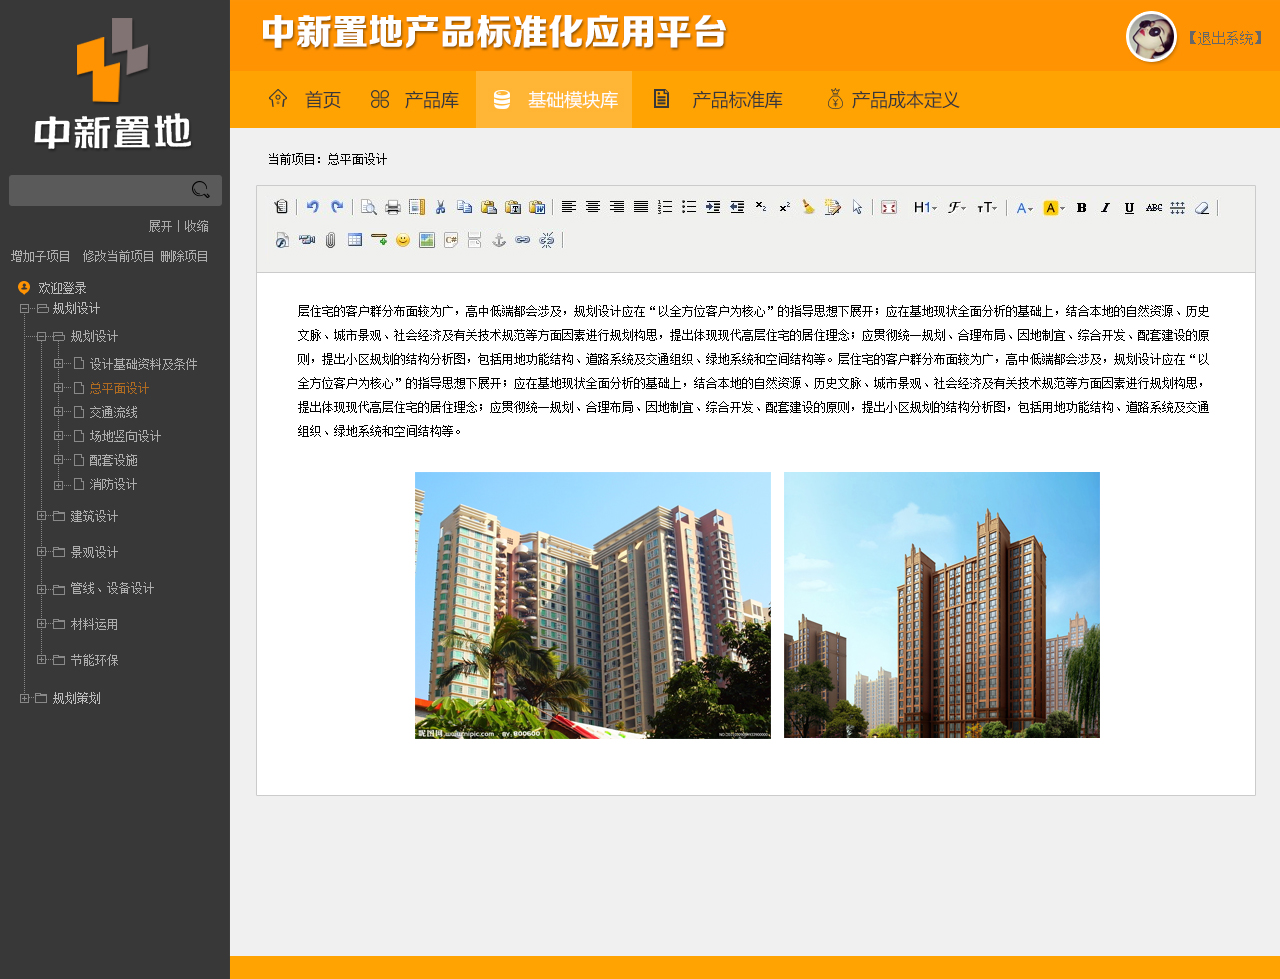 中新置地产品标准化应用平台
【退出系统】
中新置地
首页 产品库 基础模块库 产品标准库 产品成本定义
展开 | 收缩
增加子项目 修改当前项目 删除项目
欢迎登录
规划设计
规划设计
设计基础资料及条件
总平面设计
交通流线
场地竖向设计
配套设施
消防设计
建筑设计
景观设计
管线、设备设计
材料运用
节能环保
规划策划
当前项目：总平面设计
H1 F TT A A B I U ABC
层住宅的客户群分布面较为广，高中低端都会涉及，规划设计应在“以全方位客户为核心”的指导思想下展开；应在基地现状全面分析的基础上，结合本地的自然资源、历史
文脉、城市景观、社会经济及有关技术规范等方面因素进行规划构思，提出体现现代高层住宅的居住理念；应贯彻统一规划、合理布局、因地制宜、综合开发、配套建设的原
则，提出小区规划的结构分析图，包括用地功能结构、道路系统及交通组织、绿地系统和空间结构等。层住宅的客户群分布面较为广，高中低端都会涉及，规划设计应在“以
全方位客户为核心”的指导思想下展开；应在基地现状全面分析的基础上，结合本地的自然资源、历史文脉、城市景观、社会经济及有关技术规范等方面因素进行规划构思，
提出体现现代高层住宅的居住理念；应贯彻统一规划、合理布局、因地制宜、综合开发、配套建设的原则，提出小区规划的结构分析图，包括用地功能结构、道路系统及交通
组织、绿地系统和空间结构等。